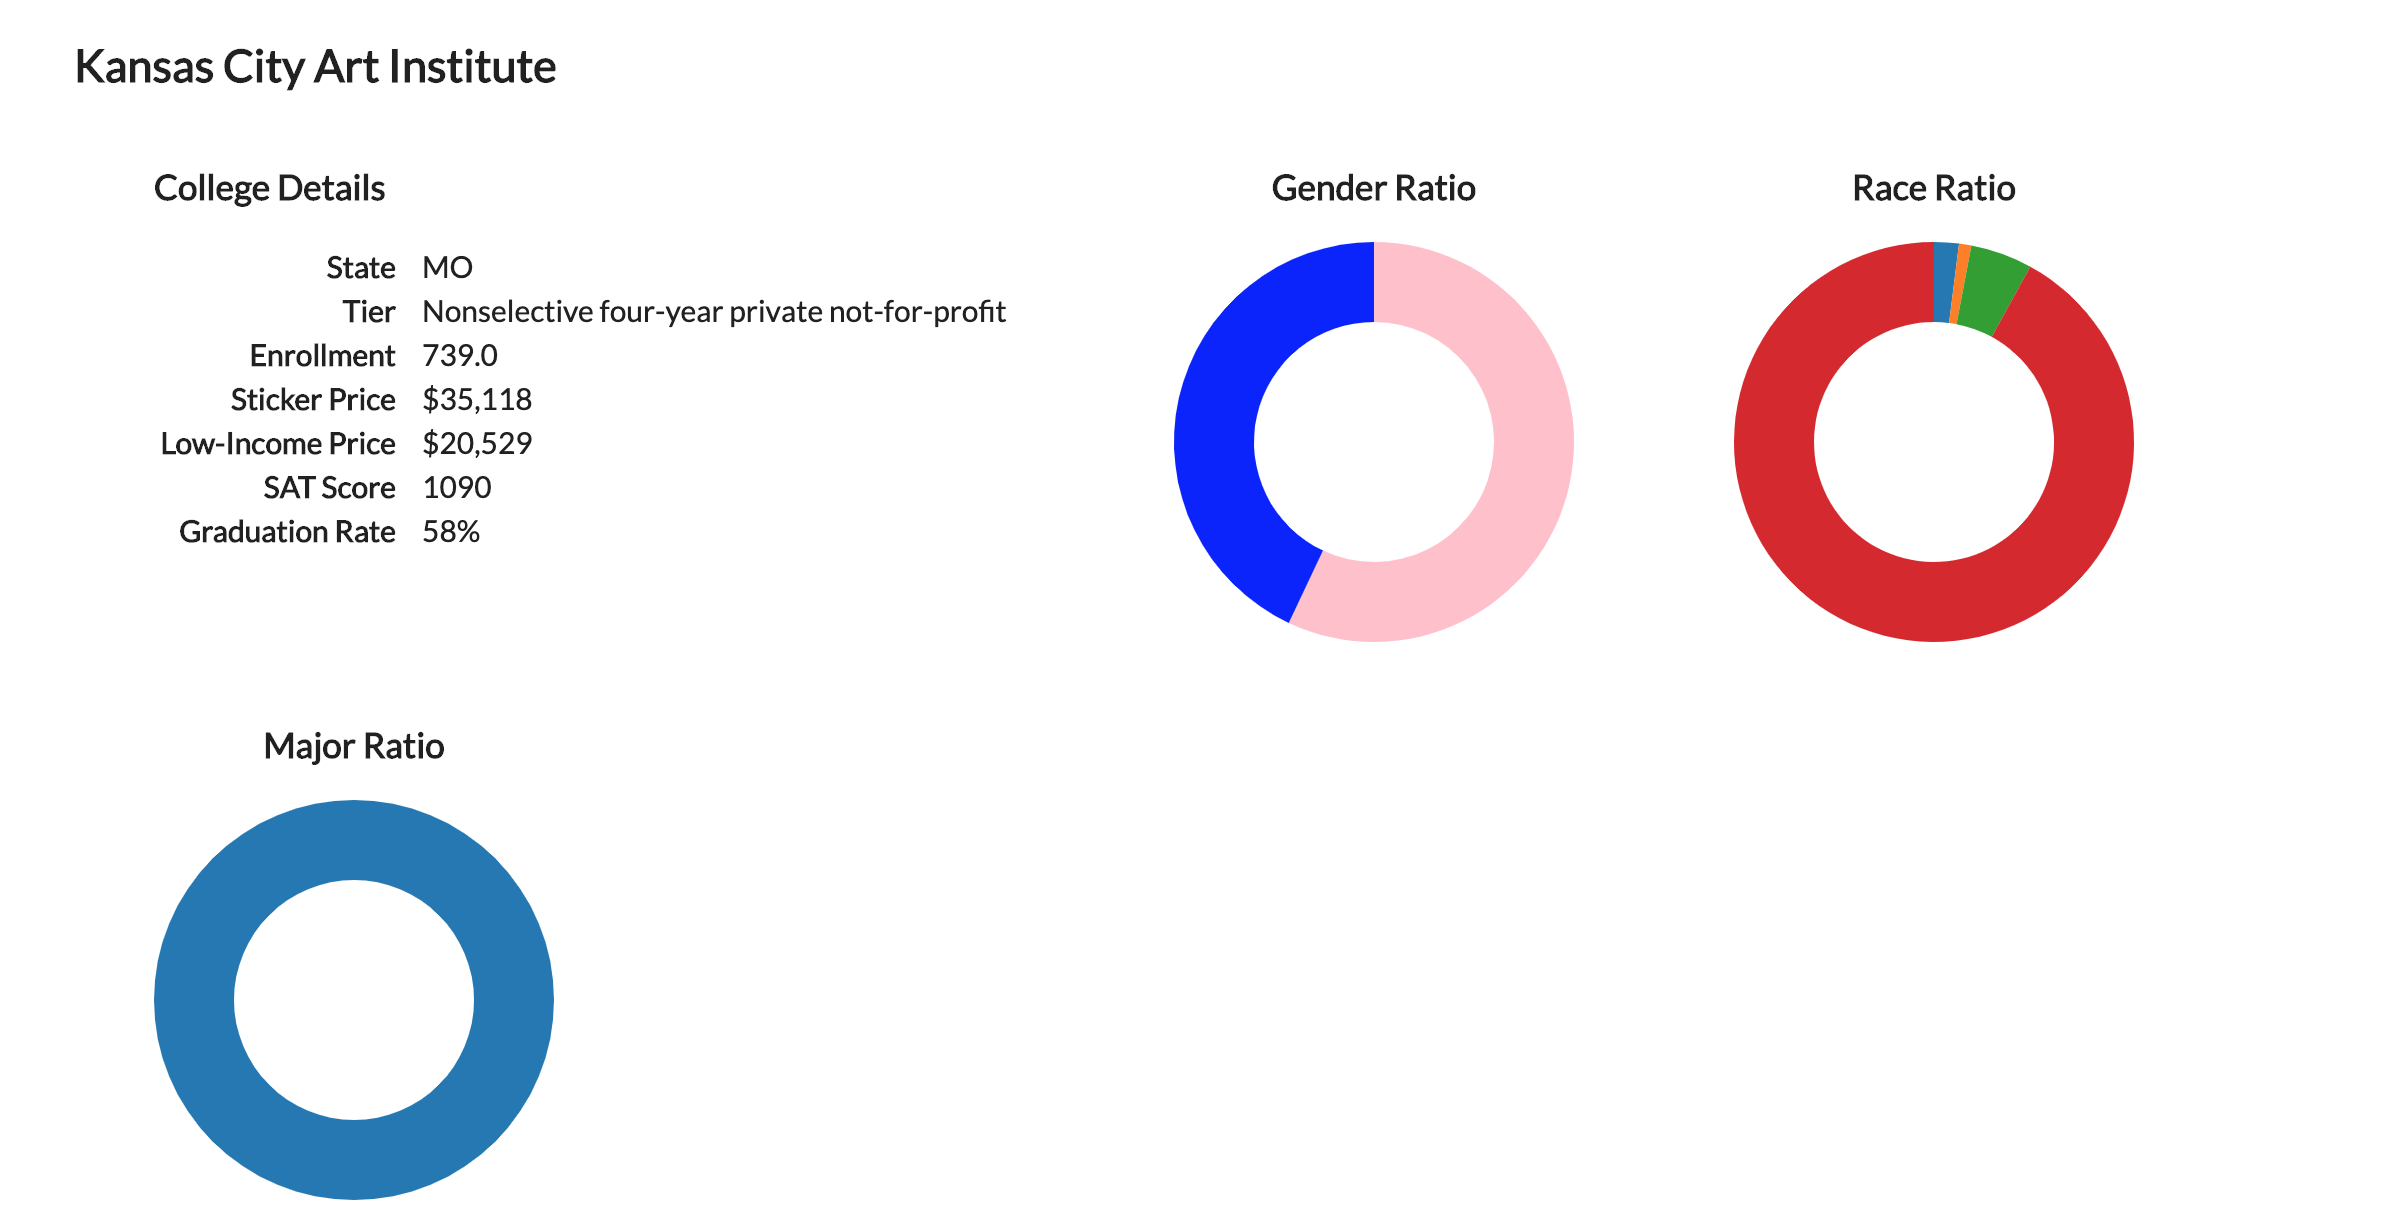 Kansas City Art Institute
College Details
State MO
Tier Nonselective four-year private not-for-profit
Enrollment 739.0
Sticker Price $35,118
Low-Income Price $20,529
SAT Score 1090
Graduation Rate 58%
Gender Ratio
Race Ratio
Major Ratio